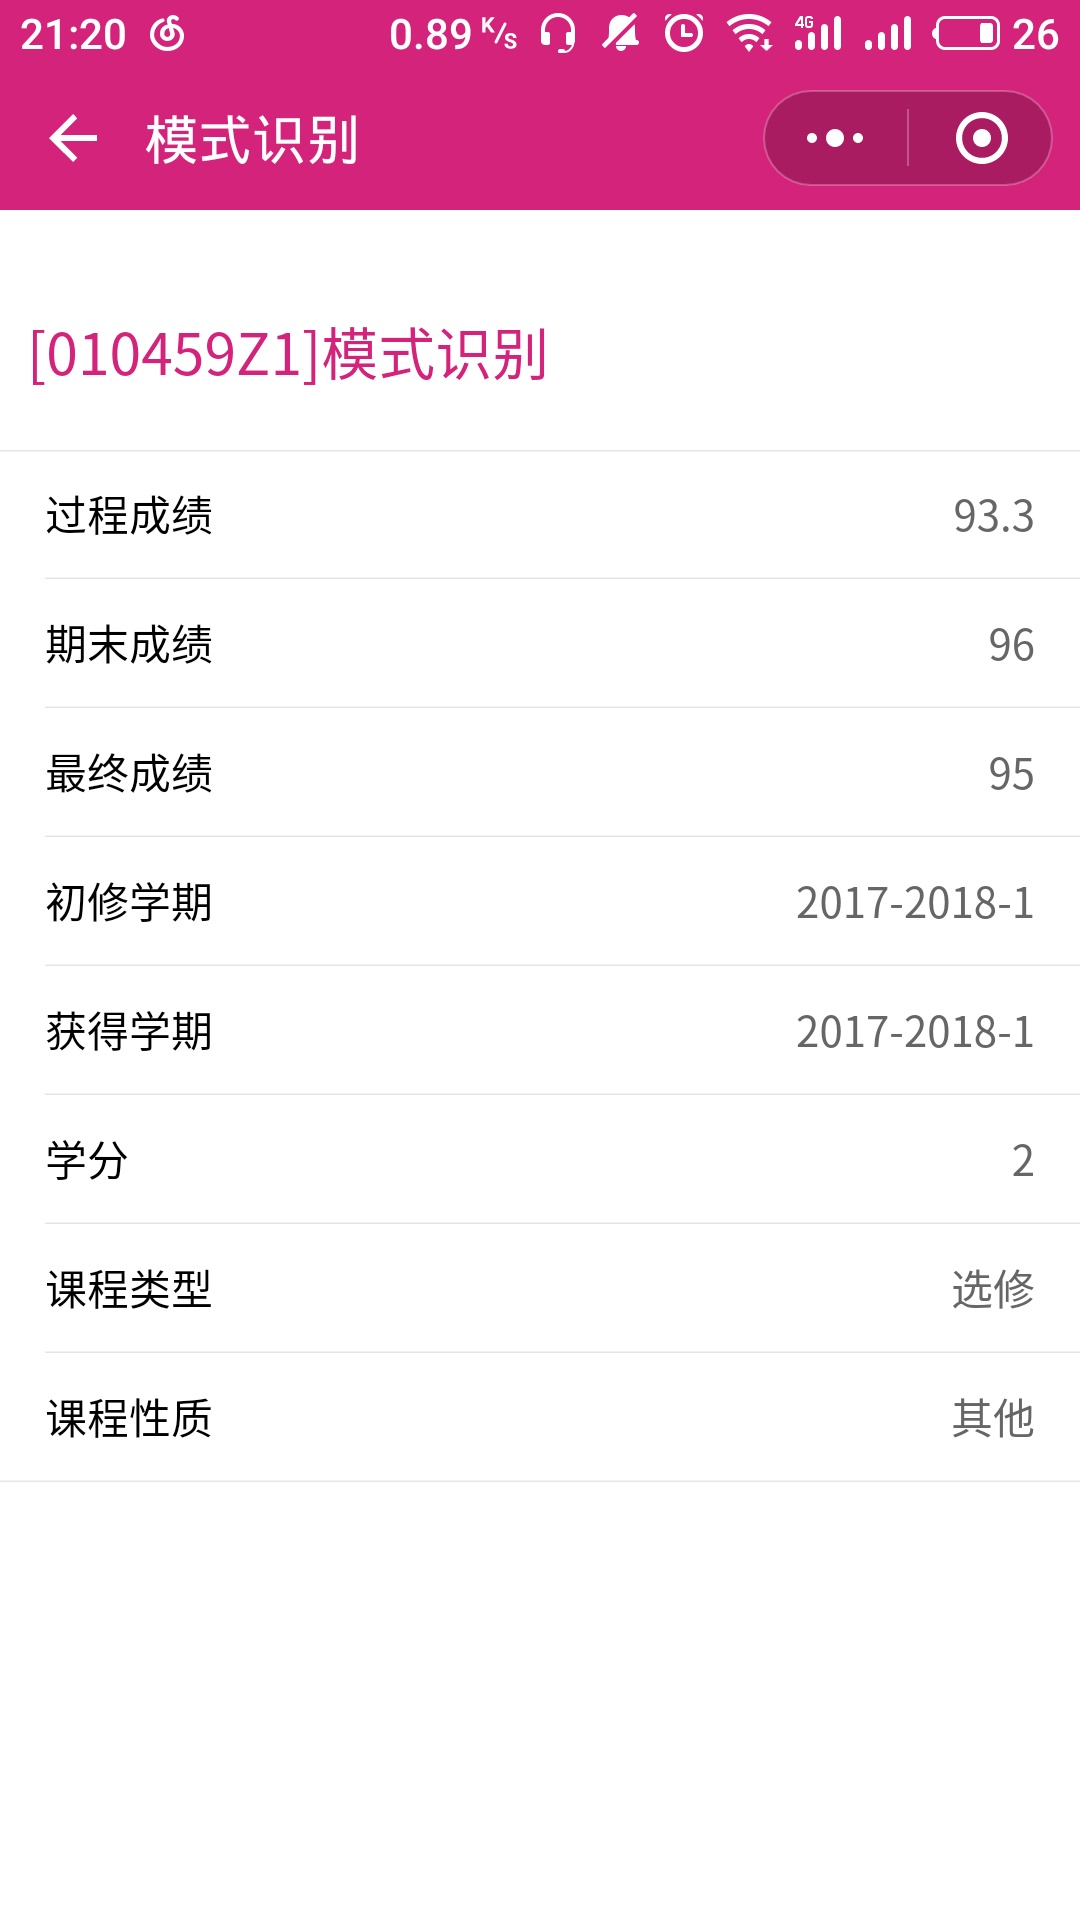 21:20 0.89 K/s 4G 26
模式识别
[010459Z1]模式识别
过程成绩 93.3
期末成绩 96
最终成绩 95
初修学期 2017-2018-1
获得学期 2017-2018-1
学分 2
课程类型 选修
课程性质 其他